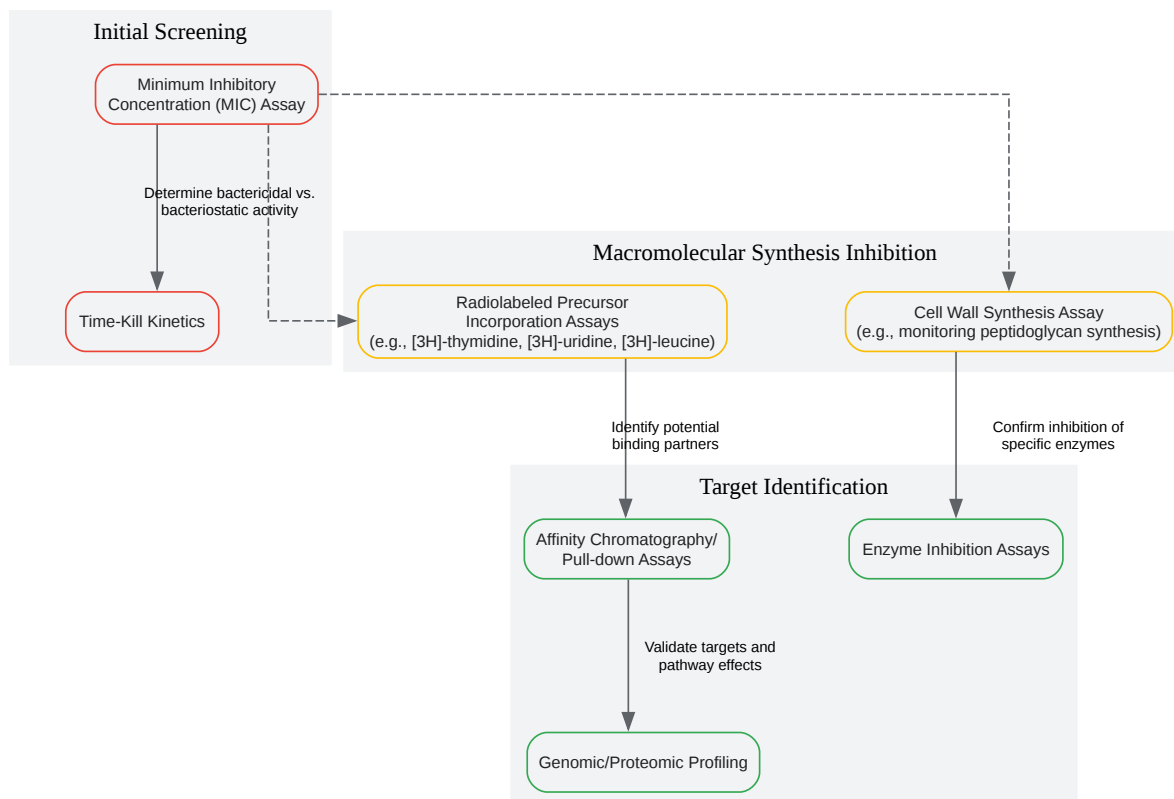 Initial Screening
Minimum Inhibitory
Concentration (MIC) Assay
Determine bactericidal vs.
bacteriostatic activity
Time-Kill Kinetics
Macromolecular Synthesis Inhibition
Radiolabeled Precursor
Incorporation Assays
(e.g., [3H]-thymidine, [3H]-uridine, [3H]-leucine)
Cell Wall Synthesis Assay
(e.g., monitoring peptidoglycan synthesis)
Identify potential
binding partners
Confirm inhibition of
specific enzymes
Target Identification
Affinity Chromatography/
Pull-down Assays
Enzyme Inhibition Assays
Validate targets and
pathway effects
Genomic/Proteomic Profiling